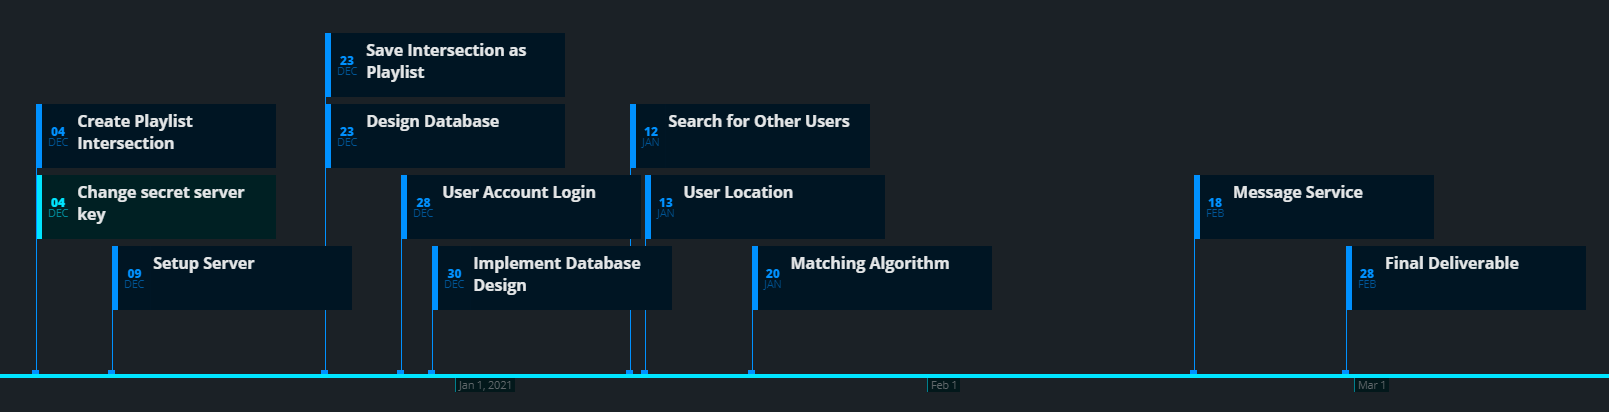 23
DEC
Save Intersection as
Playlist
04
DEC
Create Playlist
Intersection
23
DEC
Design Database
12
JAN
Search for Other Users
04
DEC
Change secret server
key
28
DEC
User Account Login
13
JAN
User Location
18
FEB
Message Service
09
DEC
Setup Server
30
DEC
Implement Database
Design
20
JAN
Matching Algorithm
28
FEB
Final Deliverable
Jan 1, 2021
Feb 1
Mar 1